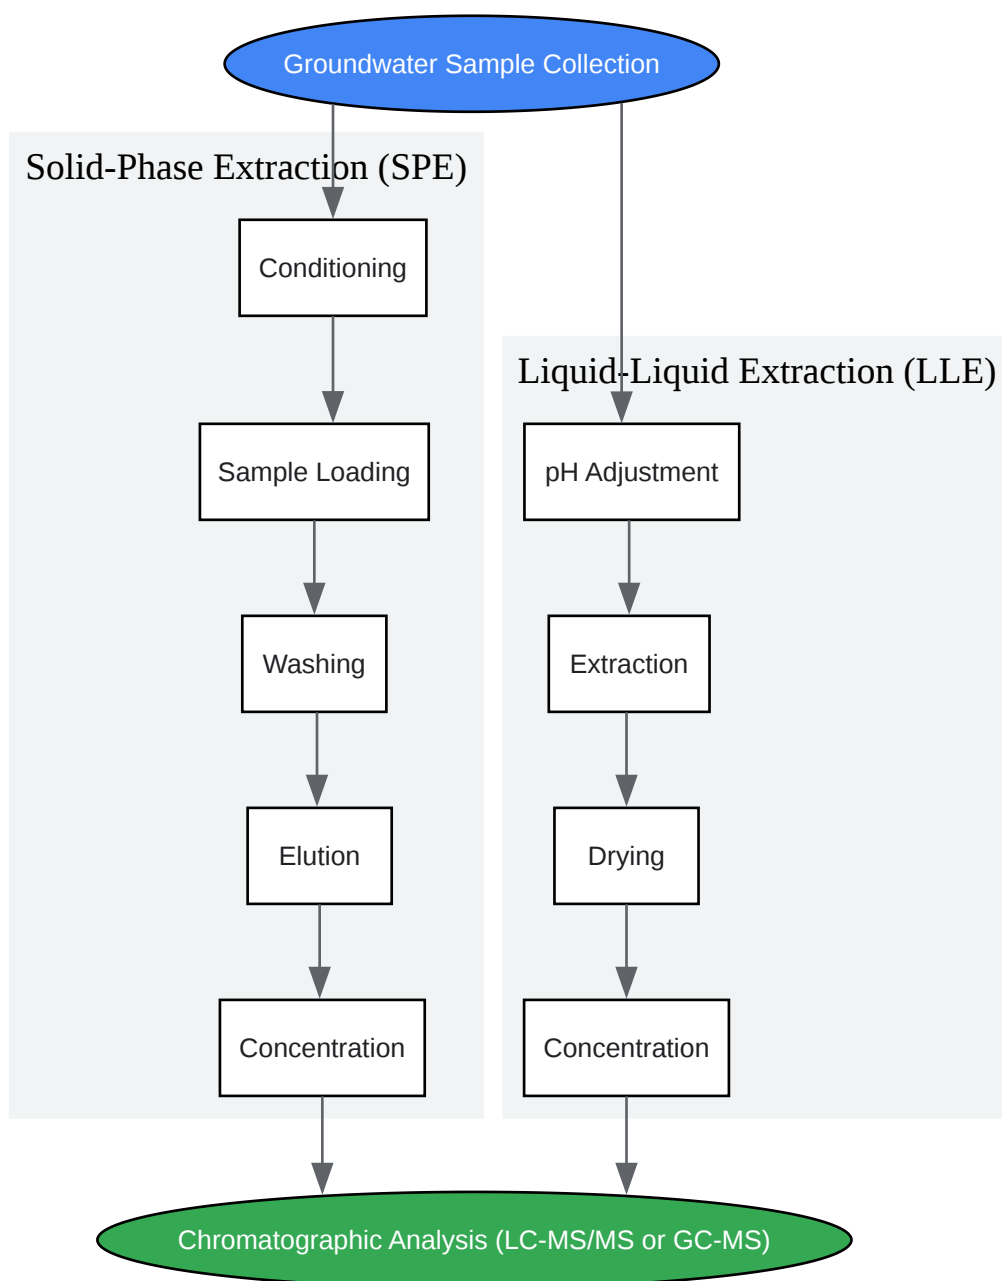 Groundwater Sample Collection
Solid-Phase Extraction (SPE)
Conditioning
Sample Loading
Washing
Elution
Concentration
Liquid-Liquid Extraction (LLE)
pH Adjustment
Extraction
Drying
Concentration
Chromatographic Analysis (LC-MS/MS or GC-MS)